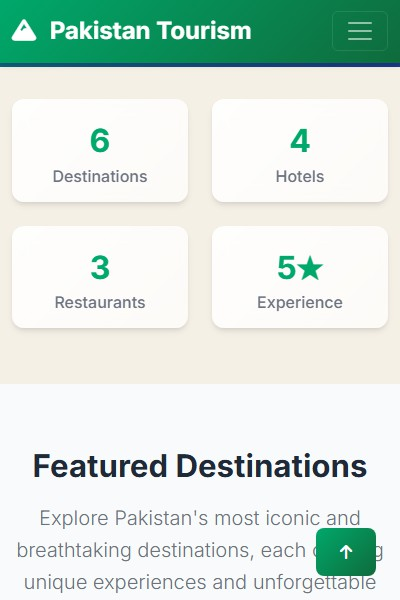 Pakistan Tourism
6
Destinations
4
Hotels
3
Restaurants
5★
Experience
Featured Destinations
Explore Pakistan's most iconic and
breathtaking destinations, each
unique experiences and unforgettable